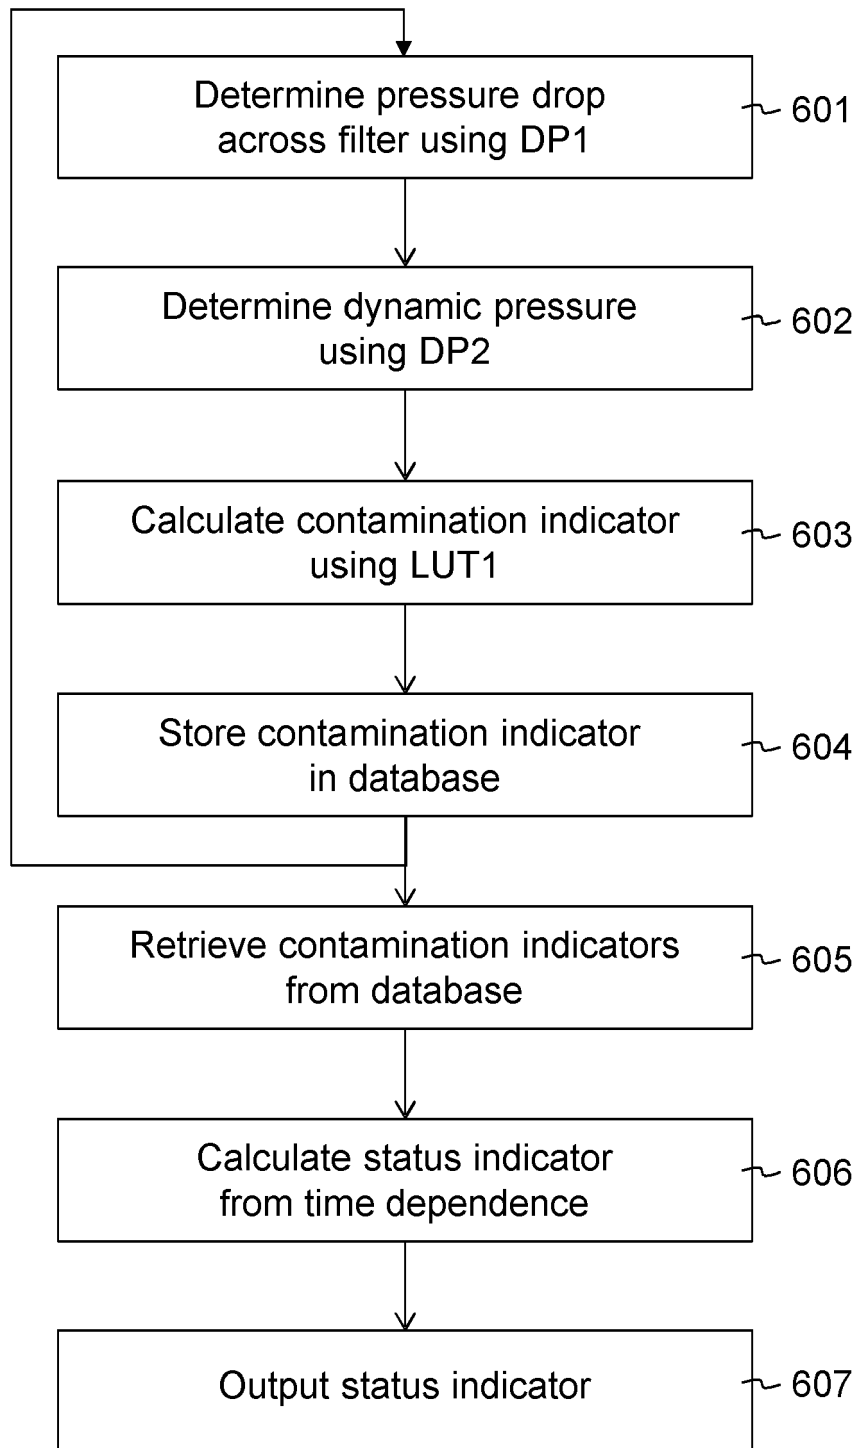 Determine pressure drop
across filter using DP1
601
Determine dynamic pressure
using DP2
602
Calculate contamination indicator
using LUT1
603
Store contamination indicator
in database
604
Retrieve contamination indicators
from database
605
Calculate status indicator
from time dependence
606
Output status indicator
607